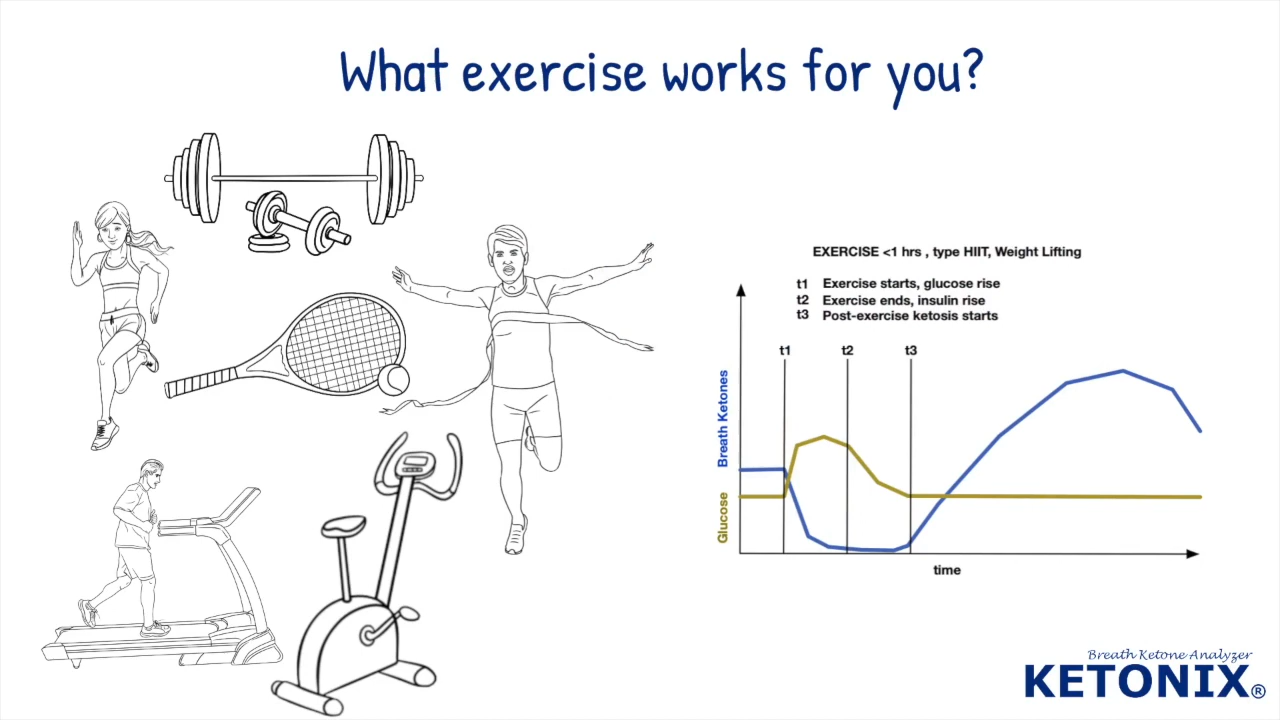 What exercise works for you?
EXERCISE <1 hrs , type HIIT, Weight Lifting
t1 Exercise starts, glucose rise
t2 Exercise ends, insulin rise
t3 Post-exercise ketosis starts
t1 t2 t3
Breath Ketones
Glucose
time
Breath Ketone Analyzer
KETONIX®